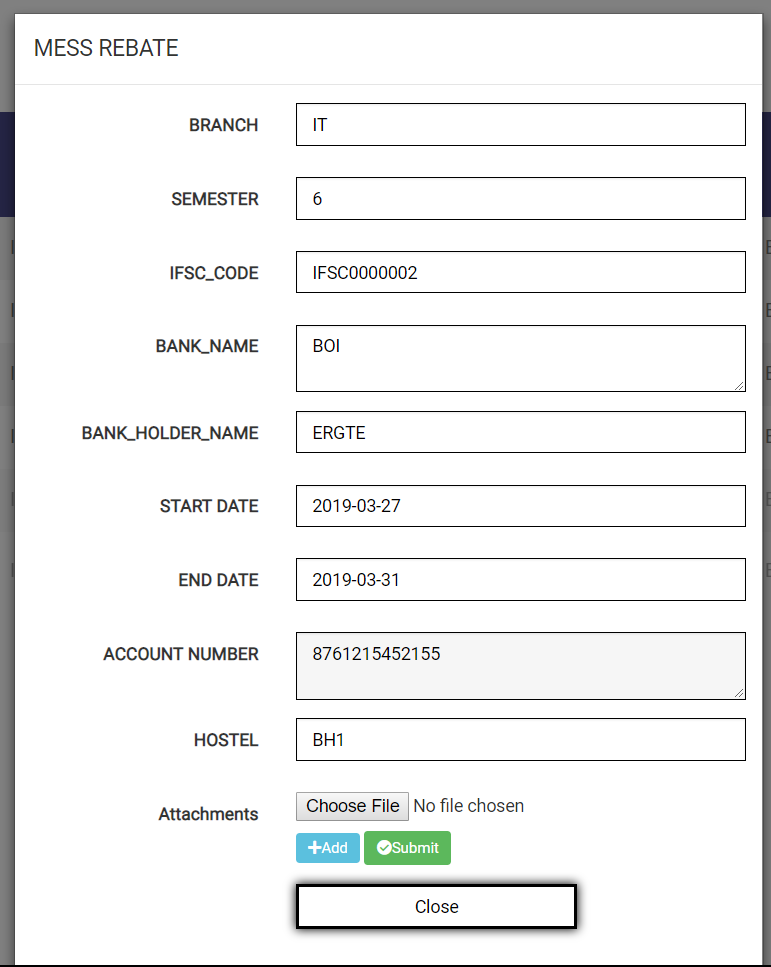 MESS REBATE
BRANCH IT
SEMESTER 6
IFSC_CODE IFSC0000002
BANK_NAME BOI
BANK_HOLDER_NAME ERGTE
START DATE 2019-03-27
END DATE 2019-03-31
ACCOUNT NUMBER 8761215452155
HOSTEL BH1
Attachments Choose File No file chosen
Add Submit
Close